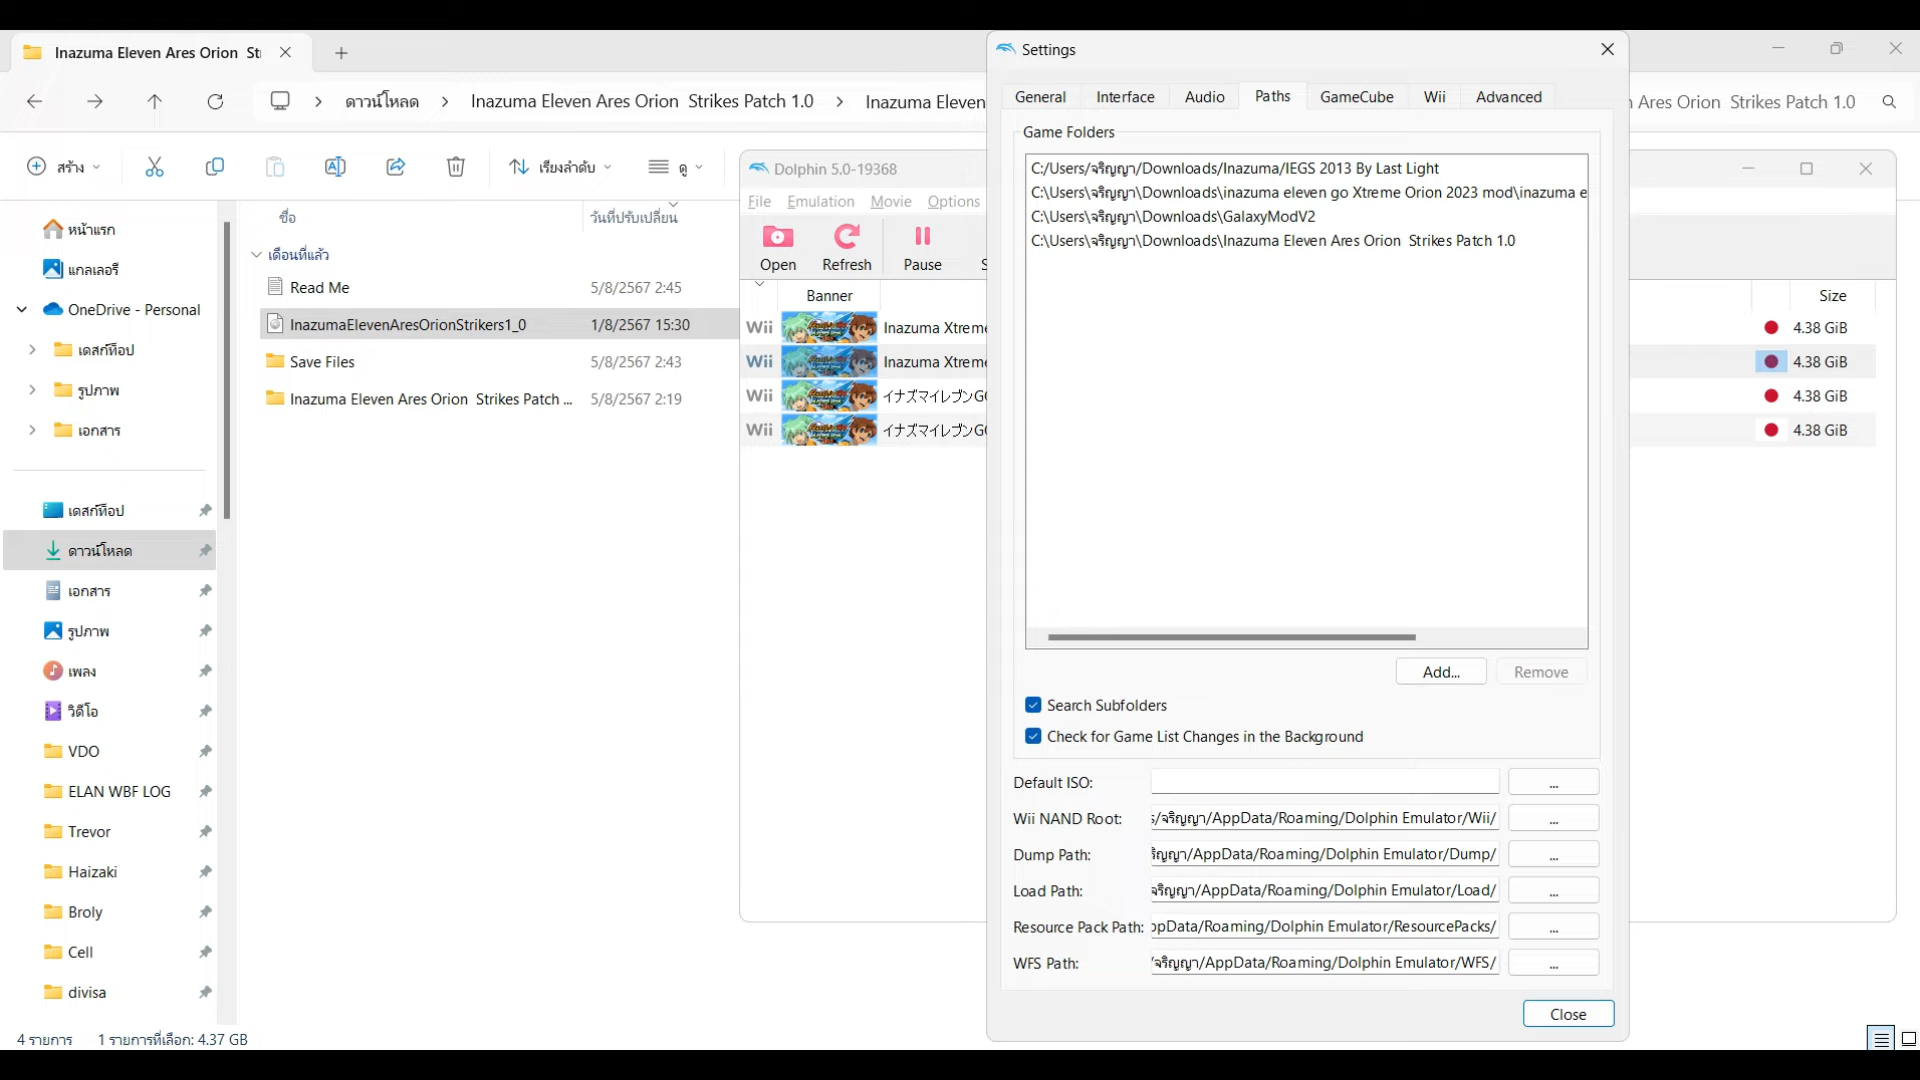 Inazuma Eleven Ares Orion  Str
ดาวน์โหลด
Inazuma Eleven Ares Orion  Strikes Patch 1.0
Inazuma Eleven
Ares Orion  Strikes Patch 1.0
สร้าง
เรียงลำดับ
ดู
หน้าแรก
แกลเลอรี
OneDrive - Personal
เดสก์ท็อป
รูปภาพ
เอกสาร
เดสก์ท็อป
ดาวน์โหลด
เอกสาร
รูปภาพ
เพลง
วิดีโอ
VDO
ELAN WBF LOG
Trevor
Haizaki
Broly
Cell
divisa
4 รายการ
1 รายการที่เลือก: 4.37 GB
ชื่อ
วันที่ปรับเปลี่ยน
เดือนที่แล้ว
Read Me
5/8/2567 2:45
InazumaElevenAresOrionStrikers1_0
1/8/2567 15:30
Save Files
5/8/2567 2:43
Inazuma Eleven Ares Orion  Strikes Patch ...
5/8/2567 2:19
Dolphin 5.0-19368
File
Emulation
Movie
Options
Open
Refresh
Pause
Banner
Size
Wii
Inazuma Xtreme
4.38 GiB
Wii
Inazuma Xtreme
4.38 GiB
Wii
イナズマイレブンGO
4.38 GiB
Wii
イナズマイレブンGO
4.38 GiB
Settings
General
Interface
Audio
Paths
GameCube
Wii
Advanced
Game Folders
C:/Users/จริญญา/Downloads/Inazuma/IEGS 2013 By Last Light
C:\Users\จริญญา\Downloads\inazuma eleven go Xtreme Orion 2023 mod\inazuma e
C:\Users\จริญญา\Downloads\GalaxyModV2
C:\Users\จริญญา\Downloads\Inazuma Eleven Ares Orion  Strikes Patch 1.0
Add...
Remove
Search Subfolders
Check for Game List Changes in the Background
Default ISO:
...
Wii NAND Root:
s/จริญญา/AppData/Roaming/Dolphin Emulator/Wii/
...
Dump Path:
ริญญา/AppData/Roaming/Dolphin Emulator/Dump/
...
Load Path:
จริญญา/AppData/Roaming/Dolphin Emulator/Load/
...
Resource Pack Path:
ppData/Roaming/Dolphin Emulator/ResourcePacks/
...
WFS Path:
/จริญญา/AppData/Roaming/Dolphin Emulator/WFS/
...
Close